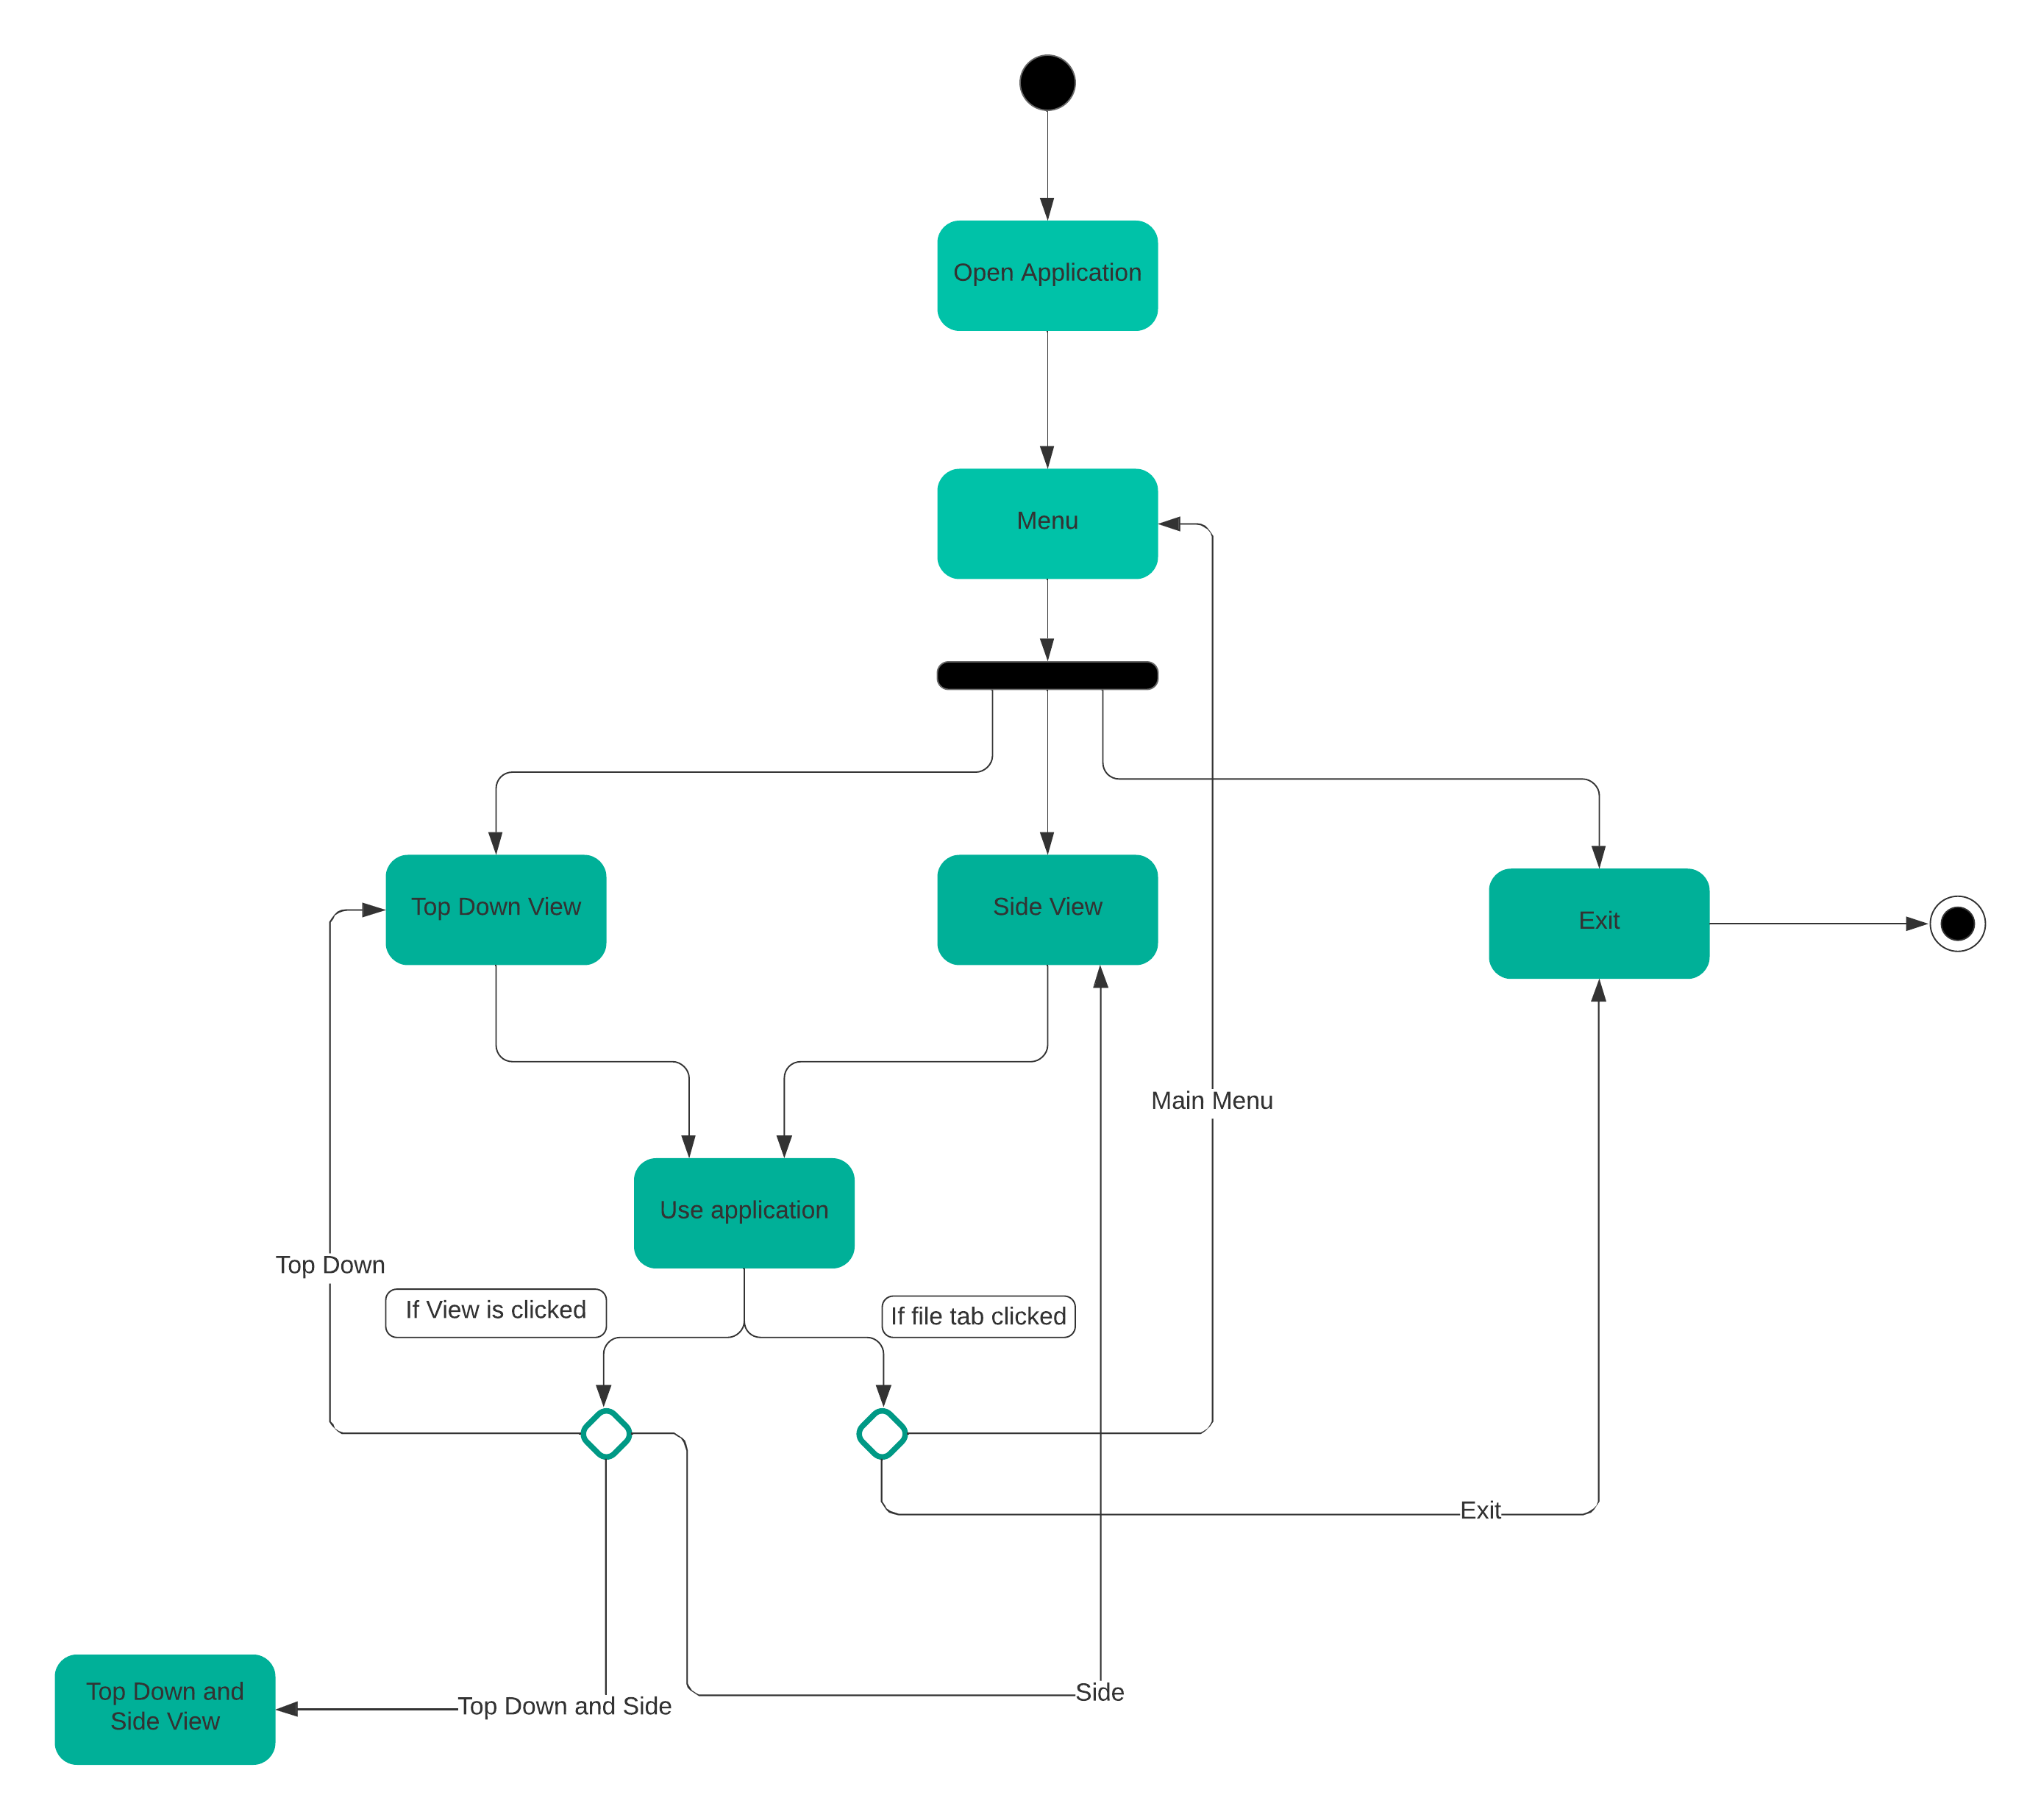 Open Application
Menu
Top Down View
Side View
Exit
Main Menu
Use application
Top Down
If View is clicked
If file tab clicked
Exit
Top Down and
Side View
Top Down and Side
Side